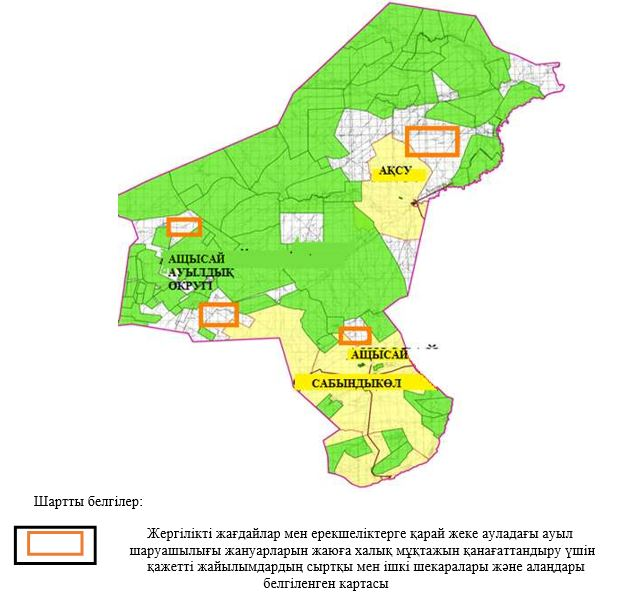 АҚСУ
АЩЫСАЙ
АУЫЛДЫҚ
ОКРУГІ
АЩЫСАЙ
САБЫНДЫКӨЛ
Шартты белгілер:
Жергілікті жағдайлар мен ерекшеліктерге қарай жеке ауладағы ауыл
шаруашылығы жануарларын жаюға халық мұқтажын қанағаттандыру үшін
қажетті жайылымдардың сыртқы мен ішкі шекаралары және алаңдары
белгіленген картасы